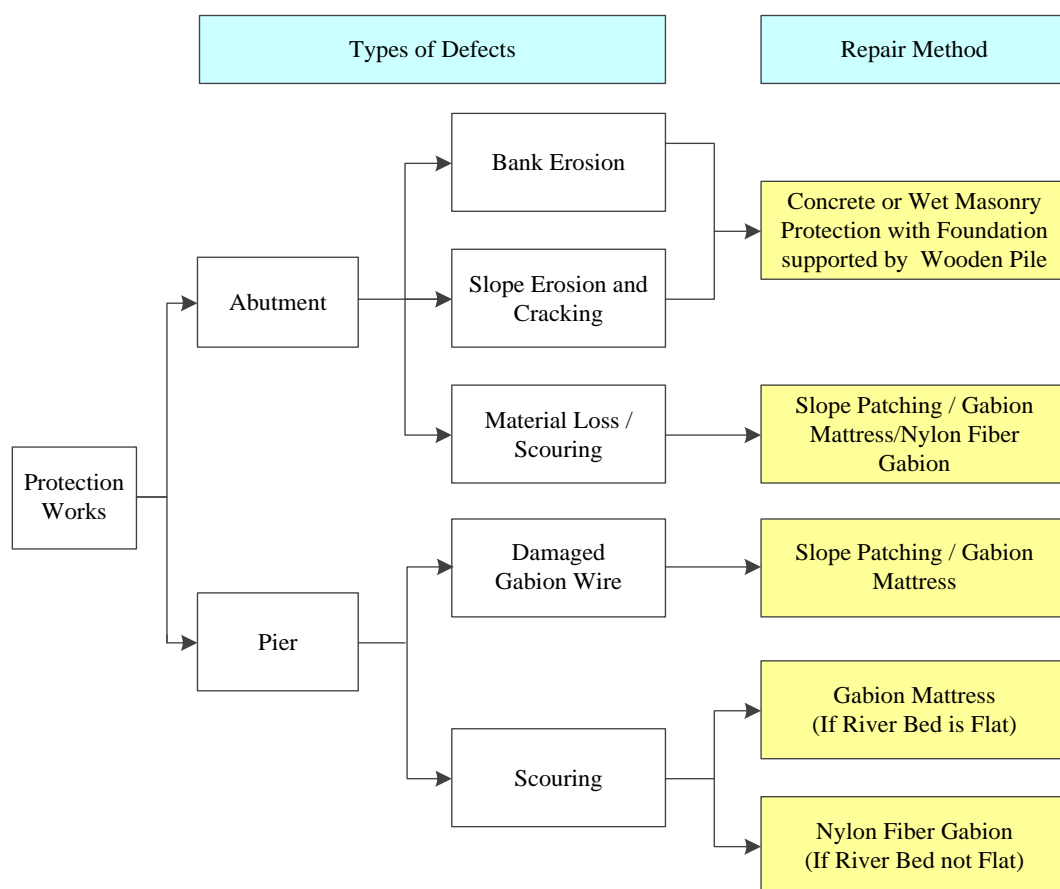 Types of Defects
Repair Method
Bank Erosion
Concrete or Wet Masonry
Protection with Foundation
supported by Wooden Pile
Abutment
Slope Erosion and
Cracking
Material Loss /
Scouring
Slope Patching / Gabion
Mattress/Nylon Fiber
Gabion
Protection
Works
Damaged
Gabion Wire
Slope Patching / Gabion
Mattress
Pier
Gabion Mattress
(If River Bed is Flat)
Scouring
Nylon Fiber Gabion
(If River Bed not Flat)